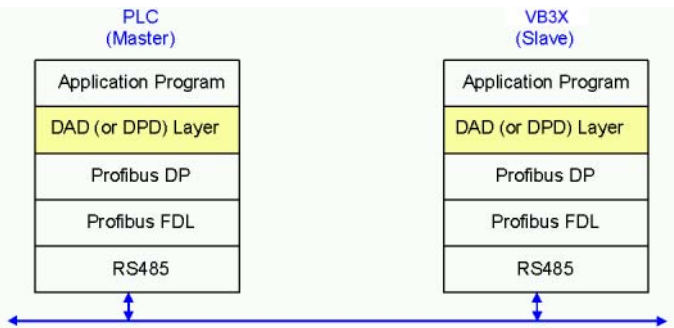 PLC
(Master)
Application Program
DAD (or DPD) Layer
Profibus DP
Profibus FDL
RS485
VB3X
(Slave)
Application Program
DAD (or DPD) Layer
Profibus DP
Profibus FDL
RS485